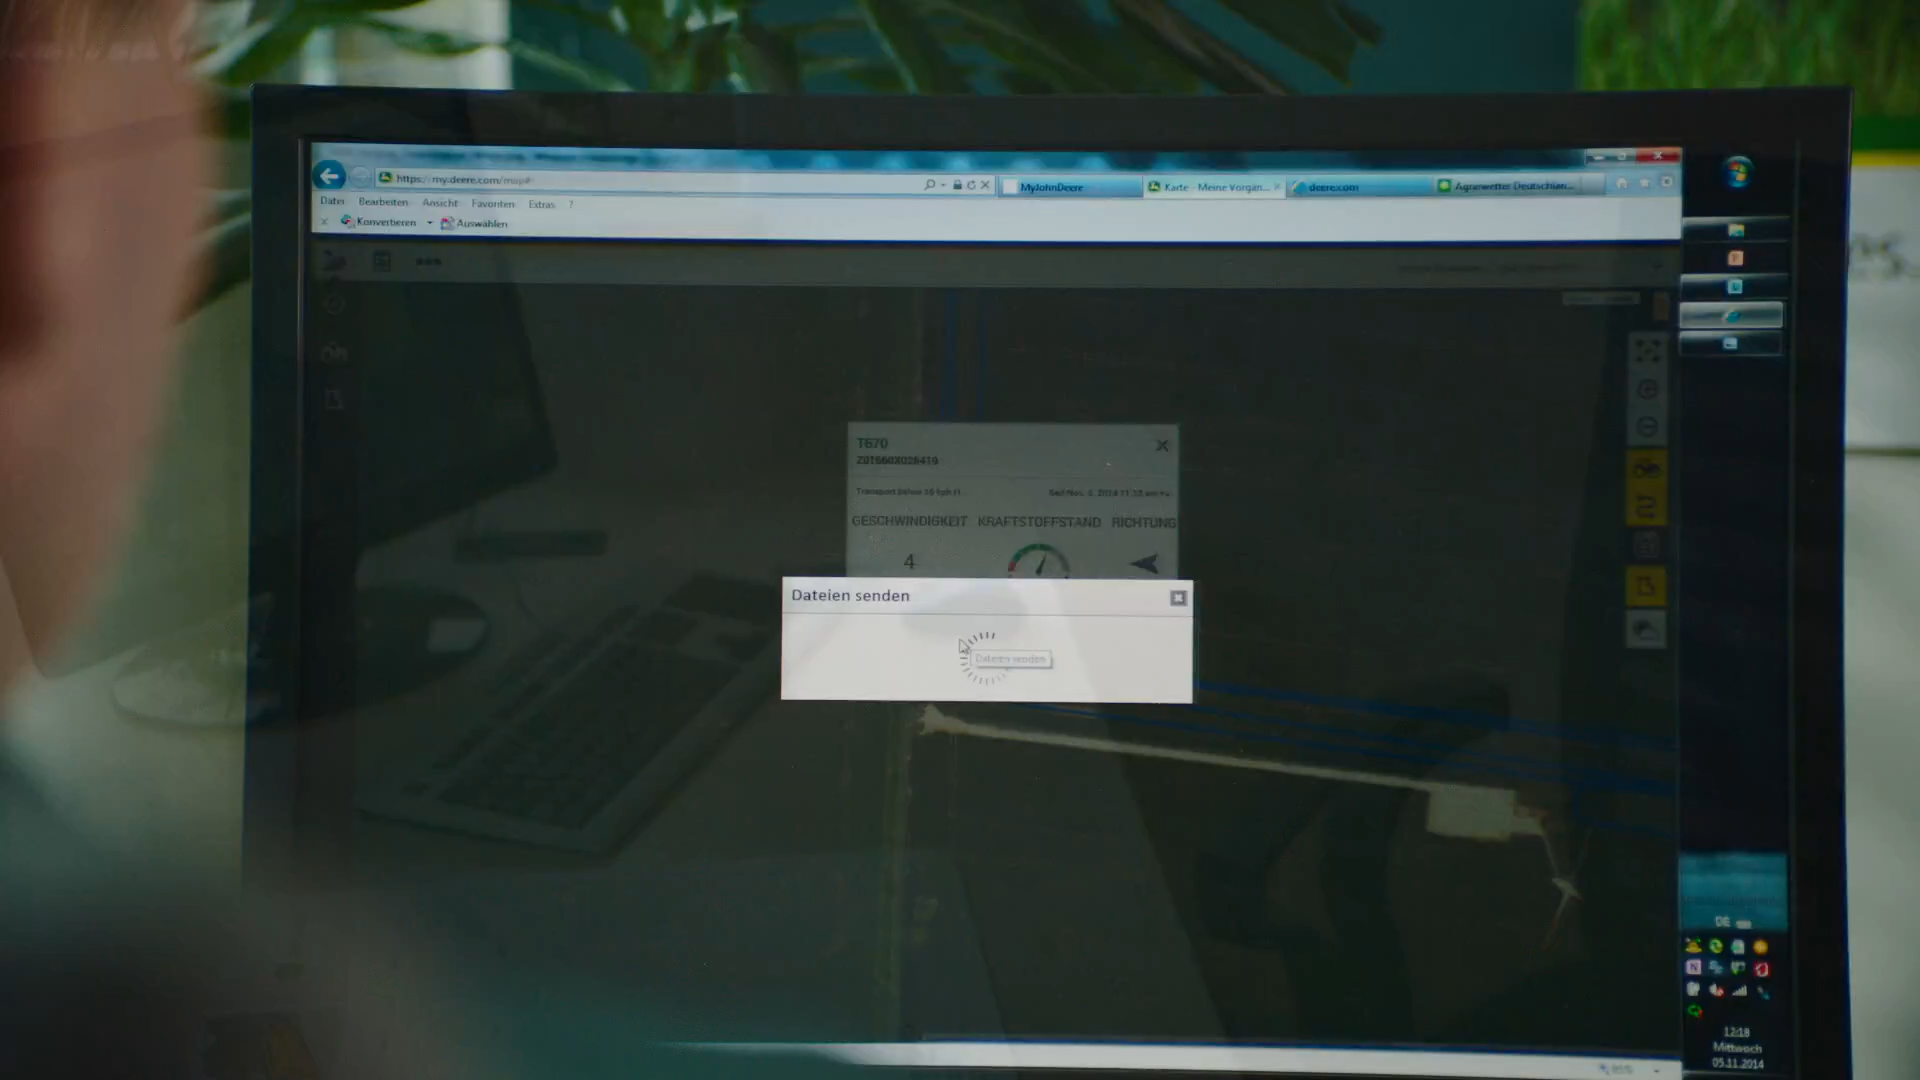 https://my.deere.com/map#
MyJohnDeere
Karte - Meine Vorgän...
deere.com
Agrarwetter Deutschlan...
Datei Bearbeiten Ansicht Favoriten Extras ?
Konvertieren
Auswählen
T670
GESCHWINDIGKEIT KRAFTSTOFFSTAND RICHTUNG
4
Dateien senden
Dateien senden
DE
12:18
Mittwoch
05.11.2014